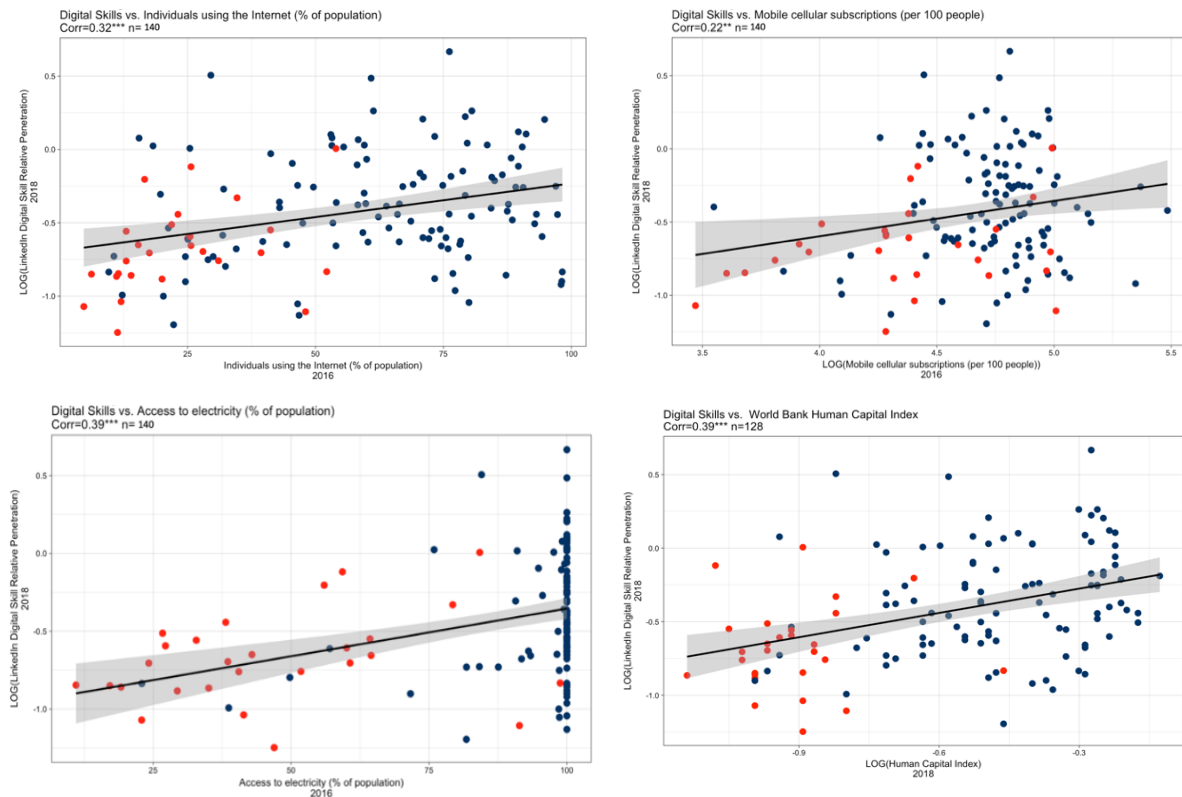 Digital Skills vs. Individuals using the Internet (% of population)
Corr=0.32*** n= 140
LOG(LinkedIn Digital Skill Relative Penetration)
2018
0.5
0.0
-0.5
-1.0
25
50
75
100
Individuals using the Internet (% of population)
2016
Digital Skills vs. Mobile cellular subscriptions (per 100 people)
Corr=0.22** n= 140
LOG(LinkedIn Digital Skill Relative Penetration)
2018
0.5
0.0
-0.5
-1.0
3.5
4.0
4.5
5.0
5.5
LOG(Mobile cellular subscriptions (per 100 people))
2016
Digital Skills vs. Access to electricity (% of population)
Corr=0.39*** n= 140
LOG(LinkedIn Digital Skill Relative Penetration)
2018
0.5
0.0
-0.5
-1.0
25
50
75
100
Access to electricity (% of population)
2016
Digital Skills vs. World Bank Human Capital Index
Corr=0.39*** n=128
LOG(LinkedIn Digital Skill Relative Penetration)
2018
0.5
0.0
-0.5
-1.0
-0.9
-0.6
-0.3
LOG(Human Capital Index)
2018